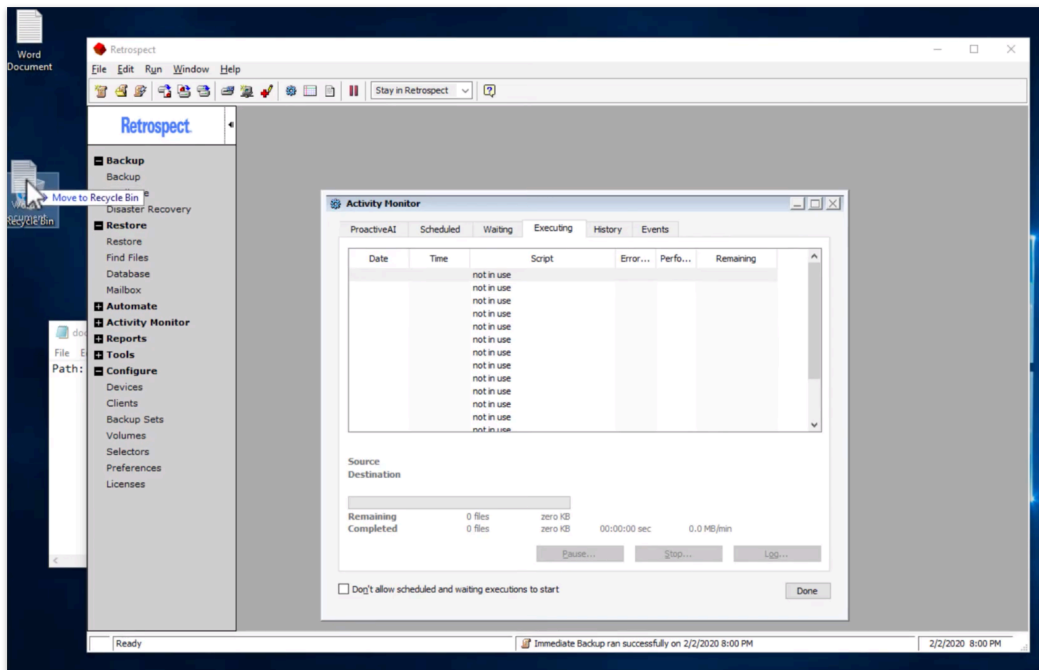 Word
Document
Retrospect
File Edit Run Window Help
Stay in Retrospect
Retrospect.
Backup
Backup
Move to Recycle Bin
Recycle Bin
Disaster Recovery
Restore
Restore
Find Files
Database
Mailbox
Automate
Activity Monitor
Reports
Tools
Configure
Devices
Clients
Backup Sets
Volumes
Selectors
Preferences
Licenses
File
Path:
Activity Monitor
ProactiveAI Scheduled Waiting Executing History Events
Date Time Script Error... Perfo... Remaining
not in use
not in use
not in use
not in use
not in use
not in use
not in use
not in use
not in use
not in use
not in use
not in use
not in use
Source
Destination
Remaining 0 files zero KB
Completed 0 files zero KB 00:00:00 sec 0.0 MB/min
Pause... Stop... Log...
Don't allow scheduled and waiting executions to start
Done
Ready
Immediate Backup ran successfully on 2/2/2020 8:00 PM
2/2/2020 8:00 PM